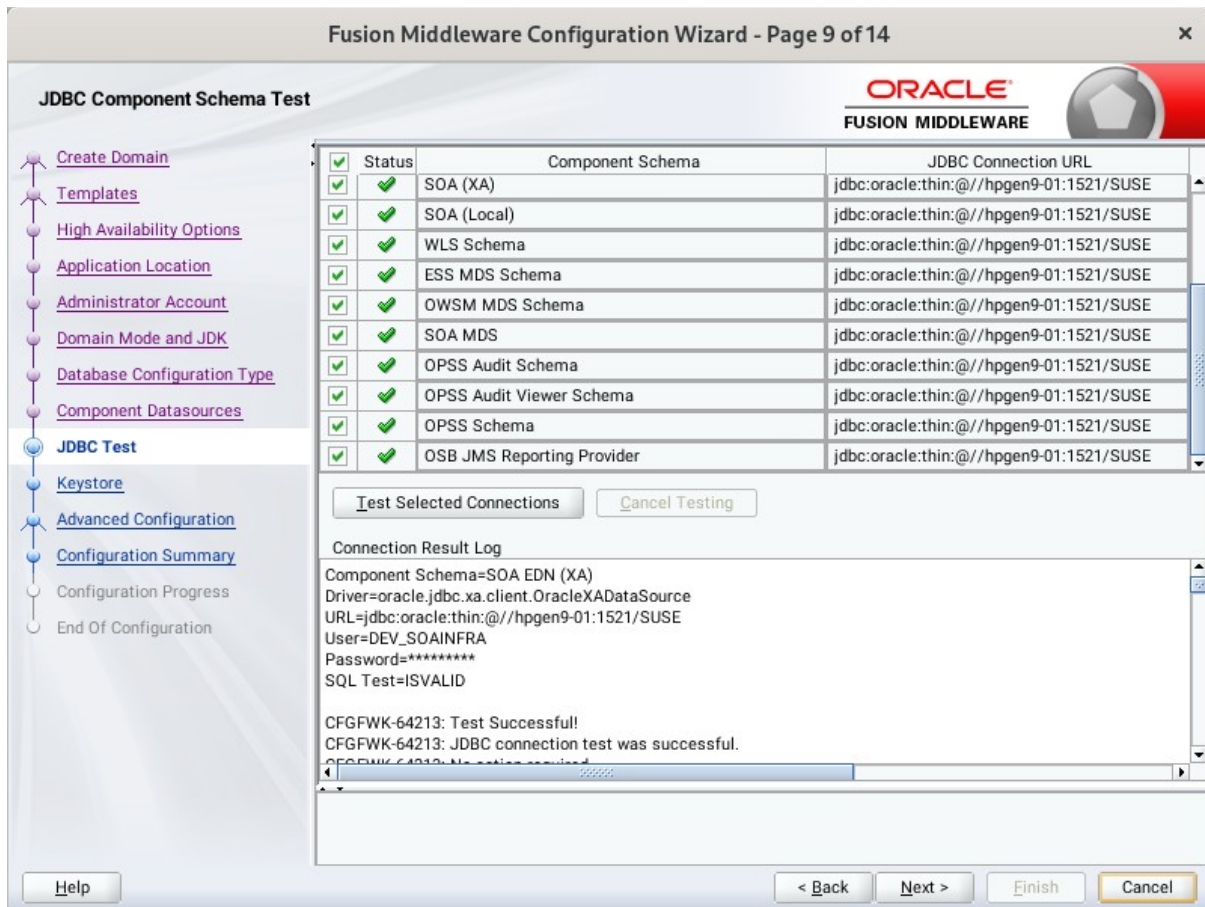 Fusion Middleware Configuration Wizard - Page 9 of 14
JDBC Component Schema Test
ORACLE
FUSION MIDDLEWARE
Create Domain
Templates
High Availability Options
Application Location
Administrator Account
Domain Mode and JDK
Database Configuration Type
Component Datasources
JDBC Test
Keystore
Advanced Configuration
Configuration Summary
Configuration Progress
End Of Configuration
Status Component Schema JDBC Connection URL
SOA (XA) jdbc:oracle:thin:@//hpgen9-01:1521/SUSE
SOA (Local) jdbc:oracle:thin:@//hpgen9-01:1521/SUSE
WLS Schema jdbc:oracle:thin:@//hpgen9-01:1521/SUSE
ESS MDS Schema jdbc:oracle:thin:@//hpgen9-01:1521/SUSE
OWSM MDS Schema jdbc:oracle:thin:@//hpgen9-01:1521/SUSE
SOA MDS jdbc:oracle:thin:@//hpgen9-01:1521/SUSE
OPSS Audit Schema jdbc:oracle:thin:@//hpgen9-01:1521/SUSE
OPSS Audit Viewer Schema jdbc:oracle:thin:@//hpgen9-01:1521/SUSE
OPSS Schema jdbc:oracle:thin:@//hpgen9-01:1521/SUSE
OSB JMS Reporting Provider jdbc:oracle:thin:@//hpgen9-01:1521/SUSE
Test Selected Connections Cancel Testing
Connection Result Log
Component Schema=SOA EDN (XA)
Driver=oracle.jdbc.xa.client.OracleXADataSource
URL=jdbc:oracle:thin:@//hpgen9-01:1521/SUSE
User=DEV_SOAINFRA
Password=*********
SQL Test=ISVALID
CFGFWK-64213: Test Successful!
CFGFWK-64213: JDBC connection test was successful.
CFGFWK-64213: No action required
Help < Back Next > Finish Cancel